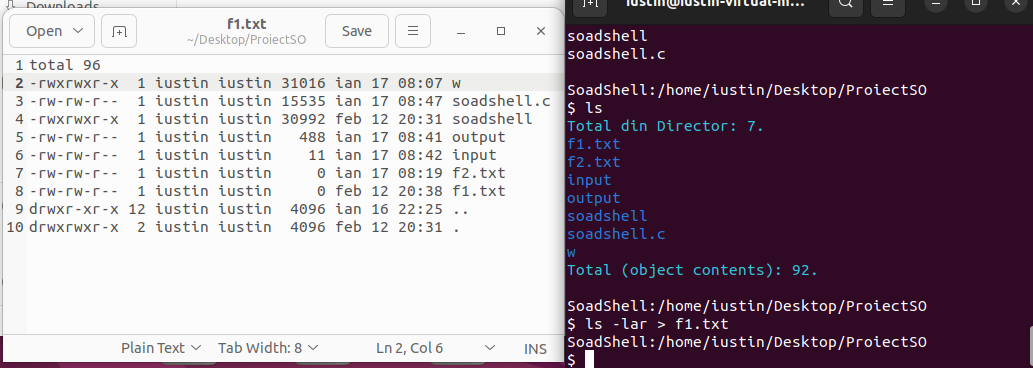 Downloads
Open
f1.txt
~/Desktop/ProiectSO
Save
1 total 96
2 -rwxrwxr-x  1 iustin iustin 31016 ian 17 08:07 w
3 -rw-rw-r--  1 iustin iustin 15535 ian 17 08:47 soadshell.c
4 -rwxrwxr-x  1 iustin iustin 30992 feb 12 20:31 soadshell
5 -rw-rw-r--  1 iustin iustin   488 ian 17 08:41 output
6 -rw-rw-r--  1 iustin iustin    11 ian 17 08:42 input
7 -rw-rw-r--  1 iustin iustin     0 ian 17 08:19 f2.txt
8 -rw-rw-r--  1 iustin iustin     0 feb 12 20:38 f1.txt
9 drwxr-xr-x 12 iustin iustin  4096 ian 16 22:25 ..
10 drwxrwxr-x  2 iustin iustin  4096 feb 12 20:31 .
Plain Text
Tab Width: 8
Ln 2, Col 6
INS
iustin@iustin-virtual-m...
soadshell
soadshell.c
SoadShell:/home/iustin/Desktop/ProiectSO
$ ls
Total din Director: 7.
f1.txt
f2.txt
input
output
soadshell
soadshell.c
w
Total (object contents): 92.
SoadShell:/home/iustin/Desktop/ProiectSO
$ ls -lar > f1.txt
SoadShell:/home/iustin/Desktop/ProiectSO
$